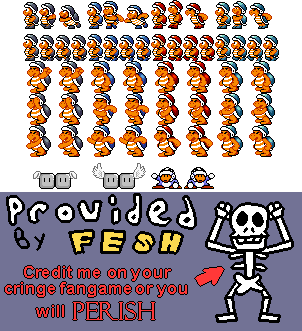 Provided
By FESH
Credit me on your
cringe fangame or you
will PERISH